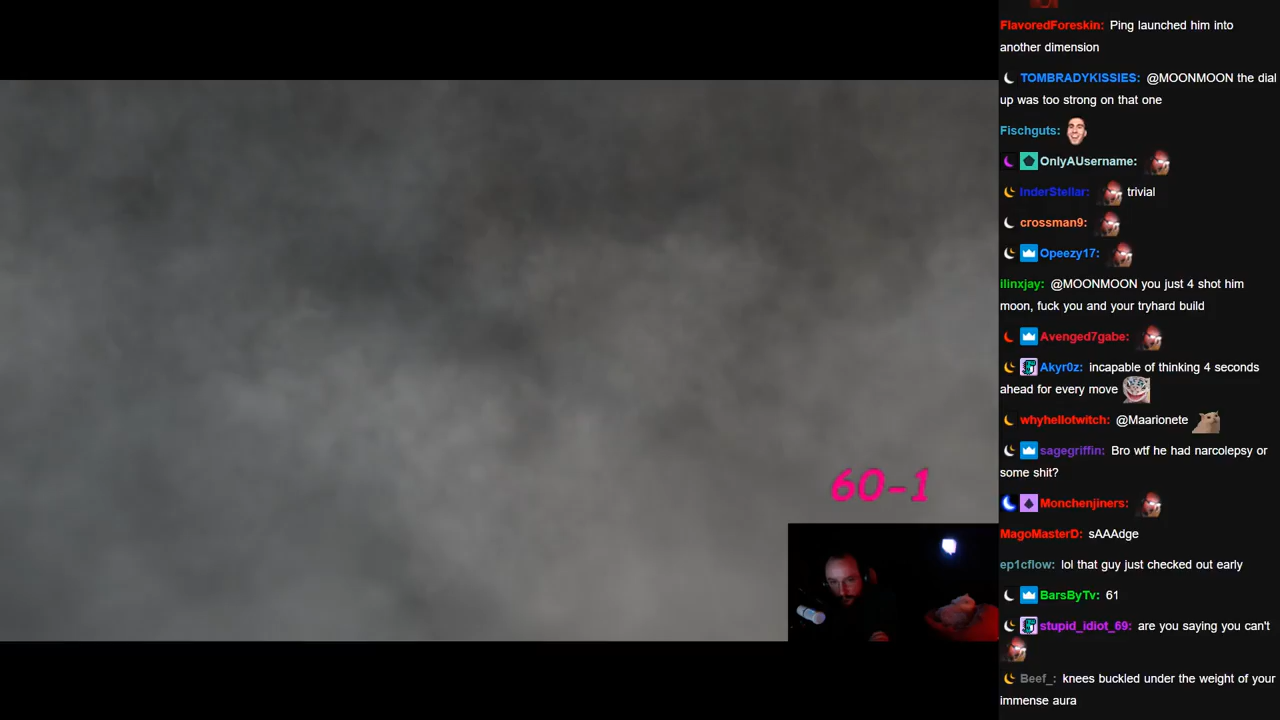 FlavoredForeskin: Ping launched him into
another dimension
TOMBRADYKISSIES: @MOONMOON the dial
up was too strong on that one
Fischguts:
OnlyAUsername:
InderStellar: trivial
crossman9:
Opeezy17:
ilinxjay: @MOONMOON you just 4 shot him
moon, fuck you and your tryhard build
Avenged7gabe:
Akyr0z: incapable of thinking 4 seconds
ahead for every move
whyhellotwitch: @Maarionete
sagegriffin: Bro wtf he had narcolepsy or
some shit?
Monchenjiners:
MagoMasterD: sAAAdge
ep1cflow: lol that guy just checked out early
BarsByTv: 61
stupid_idiot_69: are you saying you can't
Beef_: knees buckled under the weight of your
immense aura
60-1